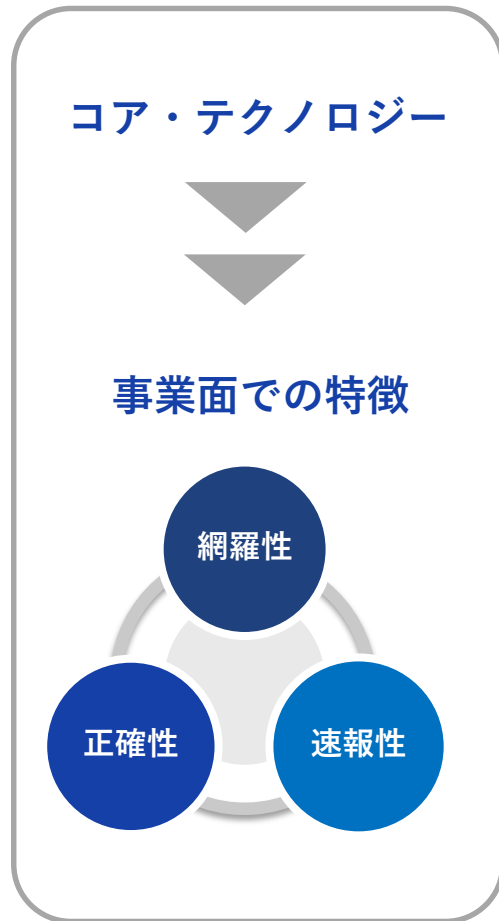 コア・テクノロジー
事業面での特徴
網羅性
正確性
速報性